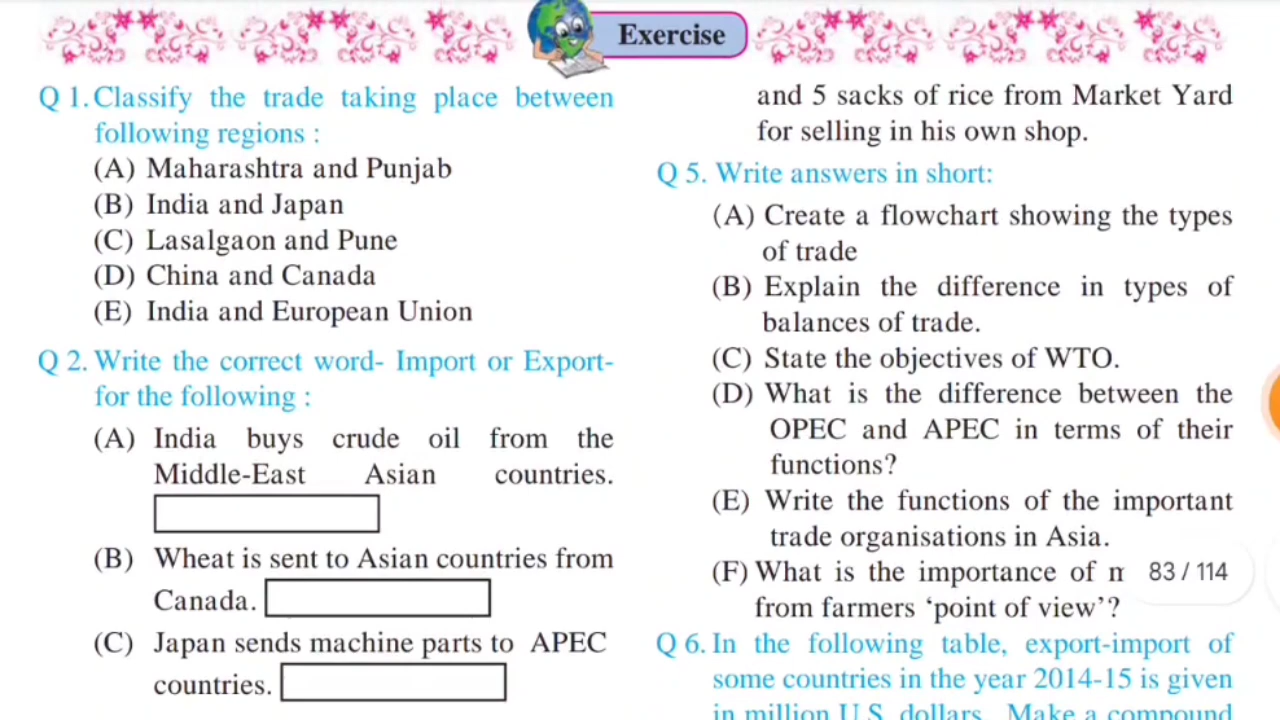 Exercise
Q 1. Classify the trade taking place between
following regions :
(A) Maharashtra and Punjab
(B) India and Japan
(C) Lasalgaon and Pune
(D) China and Canada
(E) India and European Union
Q 2. Write the correct word- Import or Export-
for the following :
(A) India buys crude oil from the
Middle-East Asian countries.
(B) Wheat is sent to Asian countries from
Canada.
(C) Japan sends machine parts to APEC
countries.
and 5 sacks of rice from Market Yard
for selling in his own shop.
Q 5. Write answers in short:
(A) Create a flowchart showing the types
of trade
(B) Explain the difference in types of
balances of trade.
(C) State the objectives of WTO.
(D) What is the difference between the
OPEC and APEC in terms of their
functions?
(E) Write the functions of the important
trade organisations in Asia.
(F) What is the importance of
83 / 114
from farmers ‘point of view’?
Q 6. In the following table, export-import of
some countries in the year 2014-15 is given
in million U.S. dollars. Make a compound